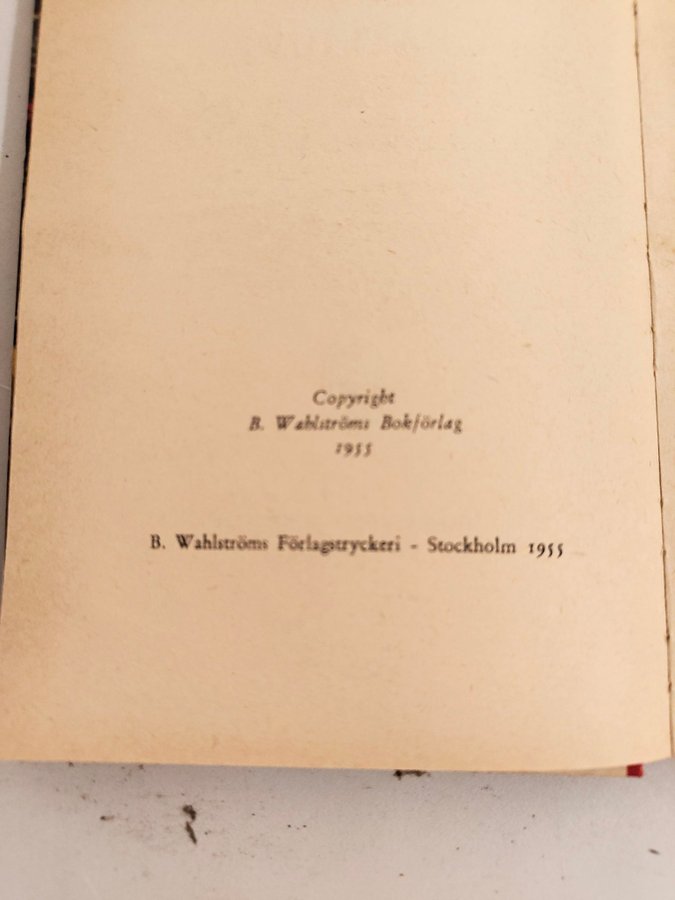 Copyright
B. Wahlströms Bokförlag
1955
B. Wahlströms Förlagstryckeri - Stockholm 1955